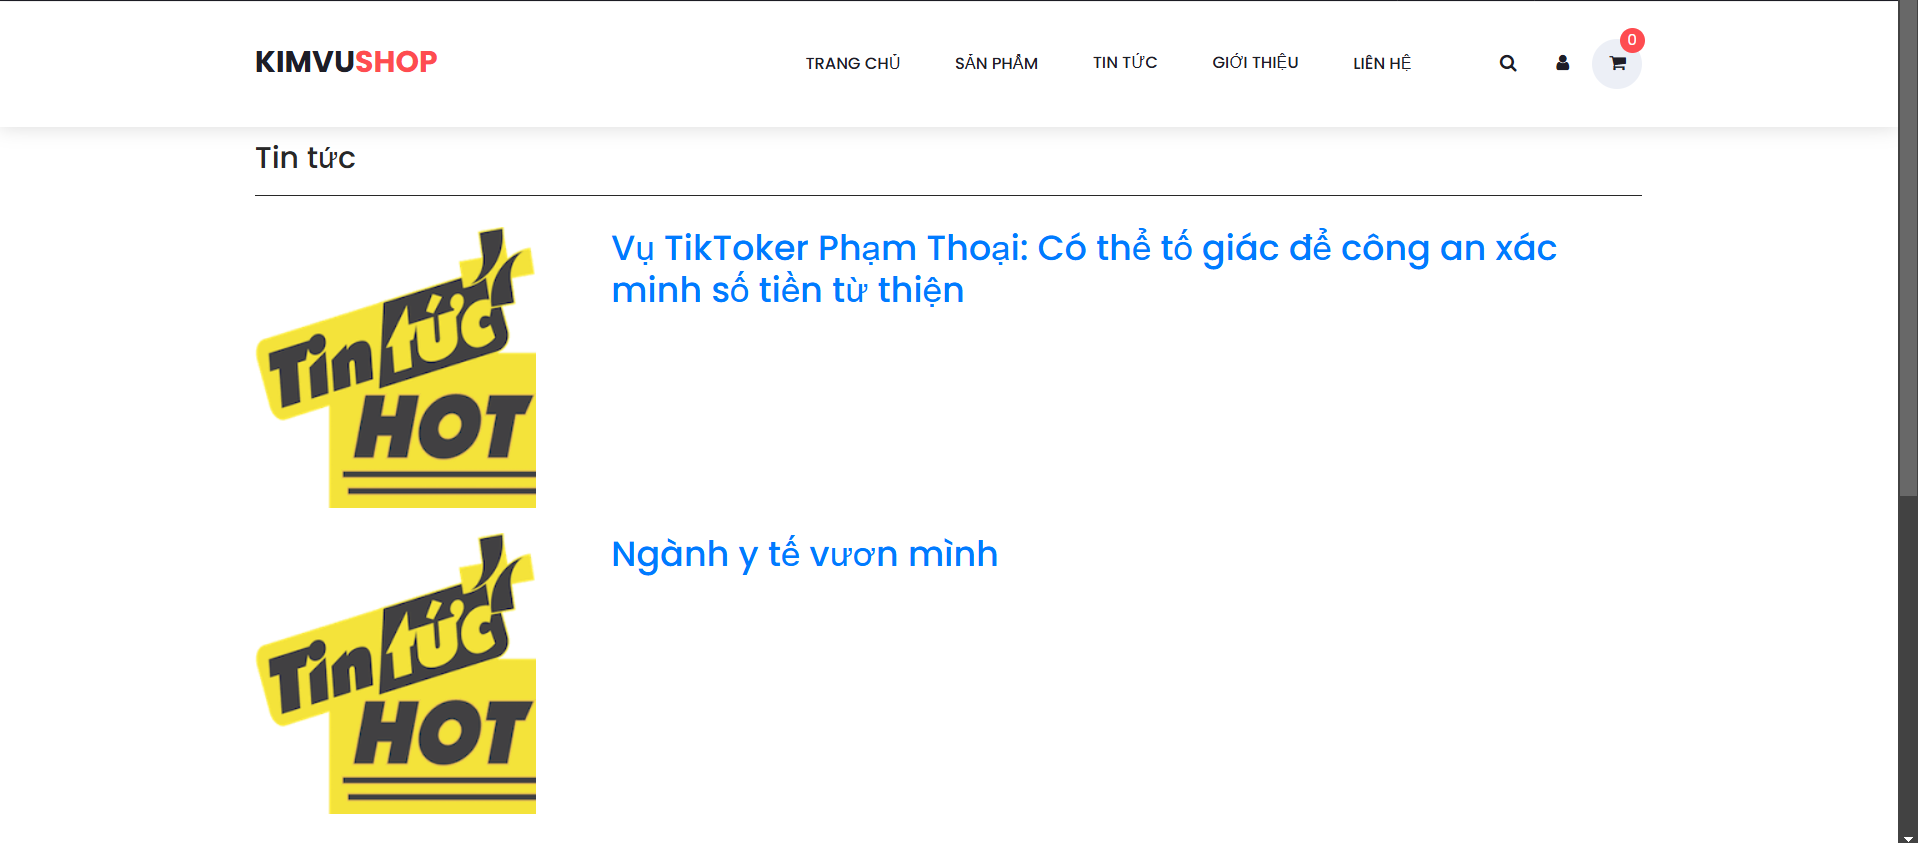 KIMVUSHOP
TRANG CHỦ SẢN PHẨM TIN TỨC GIỚI THIỆU LIÊN HỆ 0
Tin tức
Tin tức
HOT
Vụ TikToker Phạm Thoại: Có thể tố giác để công an xác
minh số tiền từ thiện
Tin tức
HOT
Ngành y tế vươn mình